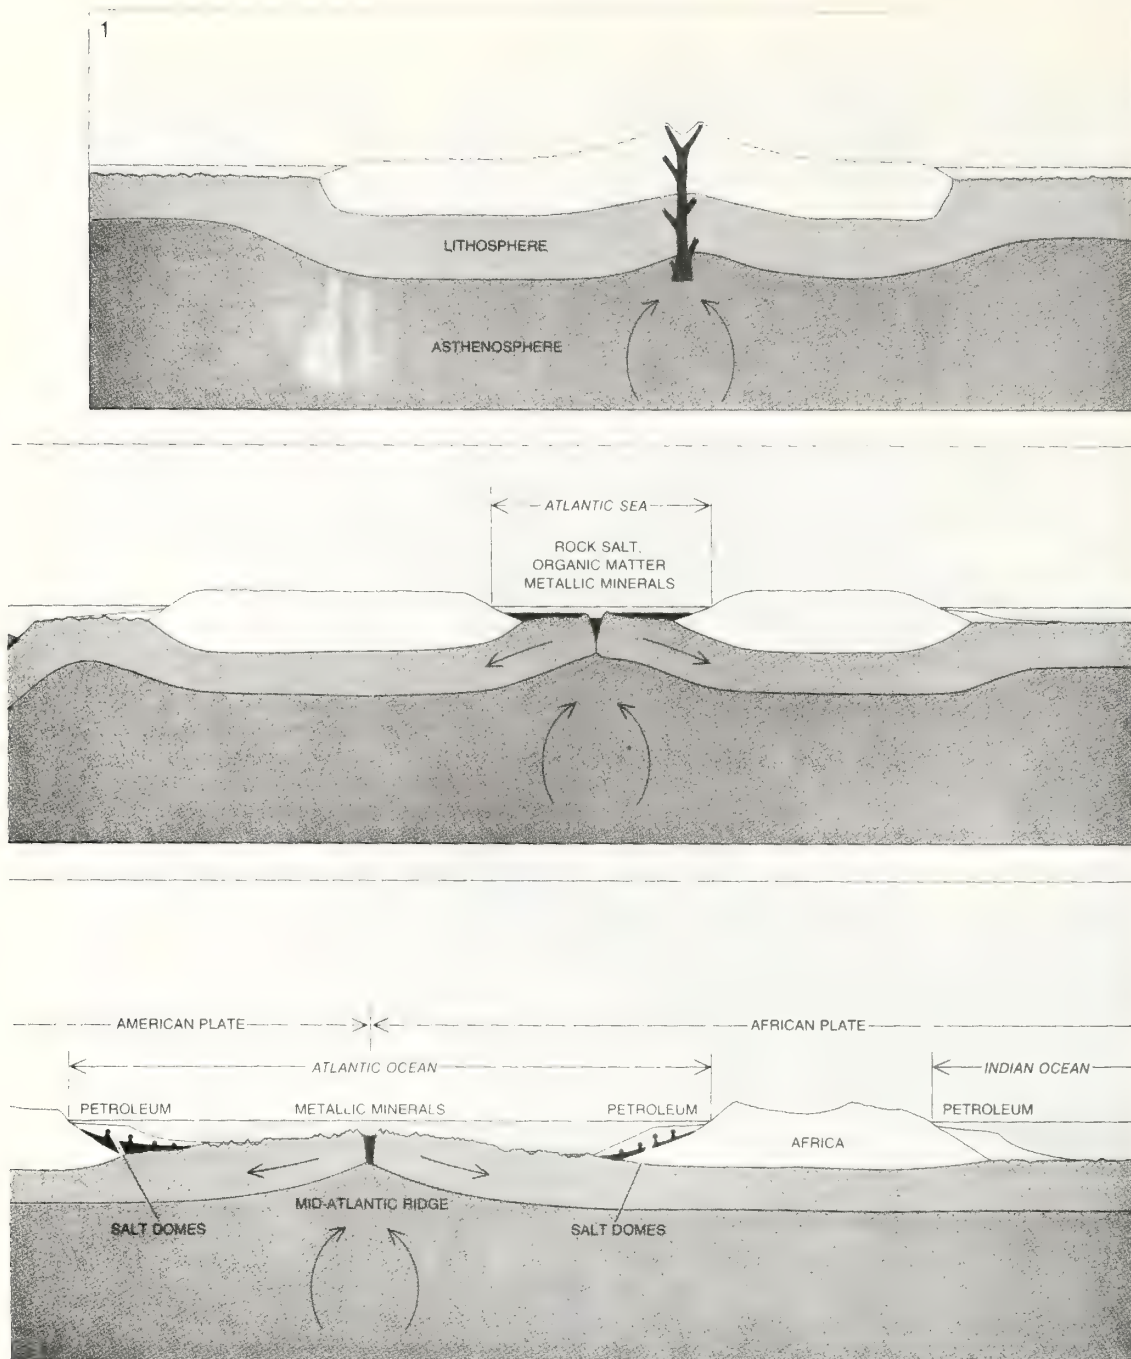 1
LITHOSPHERE
ASTHENOSPHERE
ATLANTIC SEA
ROCK SALT,
ORGANIC MATTER
METALLIC MINERALS
AMERICAN PLATE
AFRICAN PLATE
ATLANTIC OCEAN
INDIAN OCEAN
PETROLEUM
METALLIC MINERALS
PETROLEUM
PETROLEUM
AFRICA
MID-ATLANTIC RIDGE
SALT DOMES
SALT DOMES